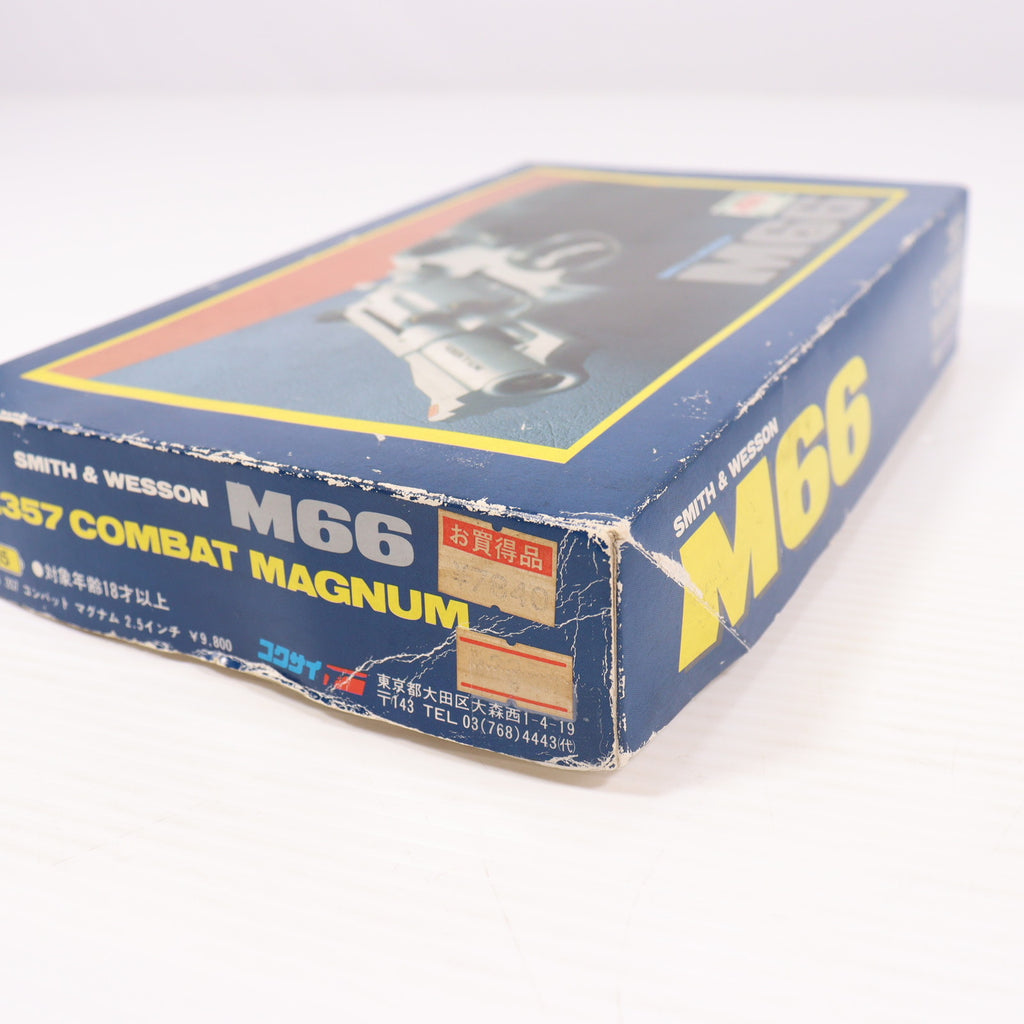 M66
SMITH & WESSON M66
.357 COMBAT MAGNUM
お買得品
¥7840
●対象年齢18才以上
357 コンバット マグナム 2.5インチ ¥9,800
コクサイ
東京都大田区大森西1-4-19
〒143 TEL 03(768)4443(代)
SMITH & WESSON
M66